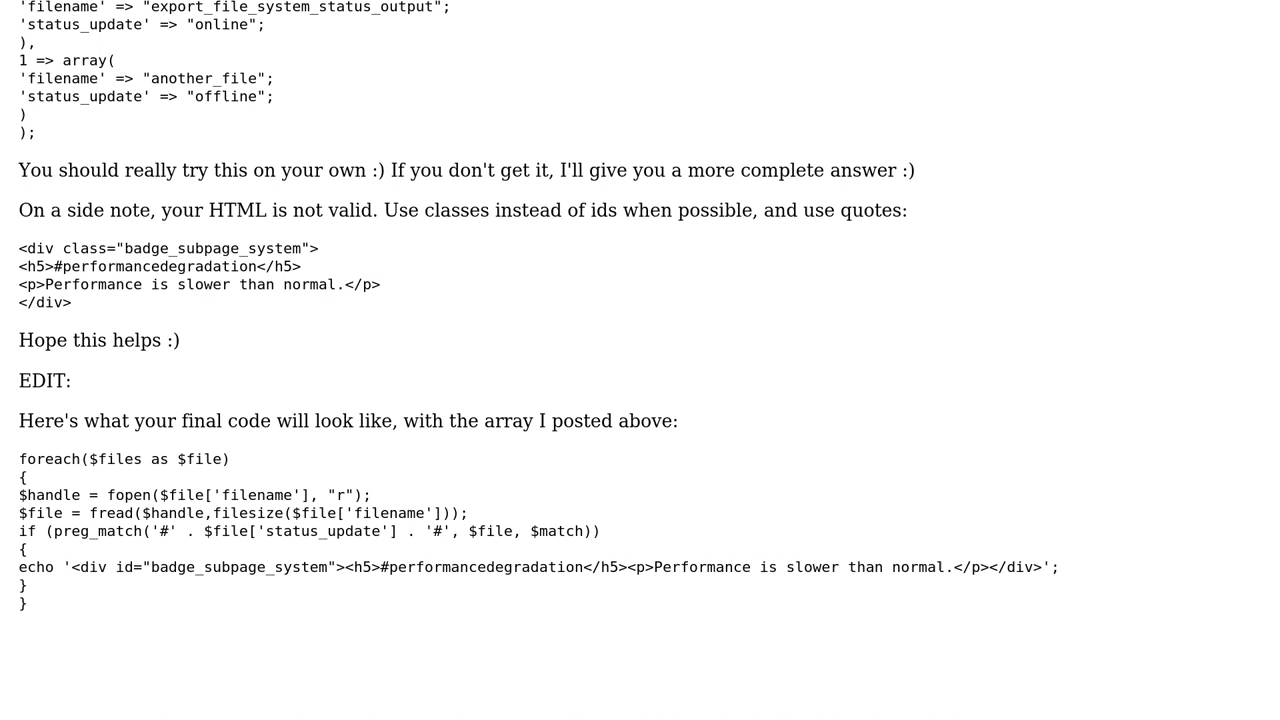 'filename' => "export_file_system_status_output";
'status_update' => "online";
),
1 => array(
'filename' => "another_file";
'status_update' => "offline";
)
);
You should really try this on your own :) If you don't get it, I'll give you a more complete answer :)
On a side note, your HTML is not valid. Use classes instead of ids when possible, and use quotes:
<div class="badge_subpage_system">
<h5>#performancedegradation</h5>
<p>Performance is slower than normal.</p>
</div>
Hope this helps :)
EDIT:
Here's what your final code will look like, with the array I posted above:
foreach($files as $file)
{
$handle = fopen($file['filename'], "r");
$file = fread($handle,filesize($file['filename']));
if (preg_match('#' . $file['status_update'] . '#', $file, $match))
{
echo '<div id="badge_subpage_system"><h5>#performancedegradation</h5><p>Performance is slower than normal.</p></div>';
}
}